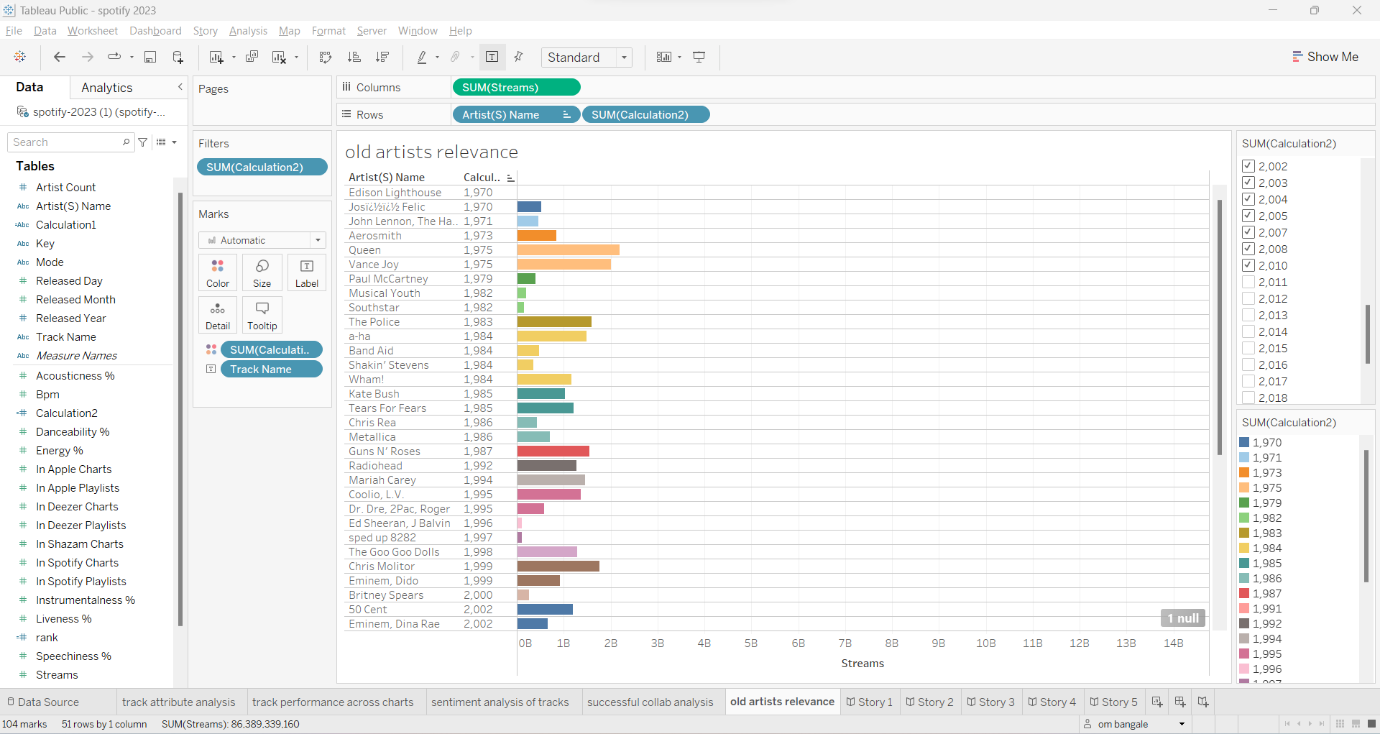 Tableau Public - spotify 2023
File Data Worksheet Dashboard Story Analysis Map Format Server Window Help
Standard
Show Me
Data Analytics
spotify-2023 (1) (spotify-...
Search
Tables
# Artist Count
Abc Artist(S) Name
=Abc Calculation1
Abc Key
Abc Mode
# Released Day
# Released Month
# Released Year
Abc Track Name
Abc Measure Names
# Acousticness %
# Bpm
=# Calculation2
# Danceability %
# Energy %
# In Apple Charts
# In Apple Playlists
# In Deezer Charts
# In Deezer Playlists
# In Shazam Charts
# In Spotify Charts
# In Spotify Playlists
# Instrumentalness %
# Liveness %
=# rank
# Speechiness %
# Streams
Pages
Filters
SUM(Calculation2)
Marks
Automatic
Color Size Label
Detail Tooltip
SUM(Calculati..
Track Name
Columns SUM(Streams)
Rows Artist(S) Name SUM(Calculation2)
old artists relevance
Artist(S) Name Calcul..
Edison Lighthouse 1,970
Josï¿½ï¿½ Felic 1,970
John Lennon, The Ha.. 1,971
Aerosmith 1,973
Queen 1,975
Vance Joy 1,975
Paul McCartney 1,979
Musical Youth 1,982
Southstar 1,982
The Police 1,983
a-ha 1,984
Band Aid 1,984
Shakin' Stevens 1,984
Wham! 1,984
Kate Bush 1,985
Tears For Fears 1,985
Chris Rea 1,986
Metallica 1,986
Guns N' Roses 1,987
Radiohead 1,992
Mariah Carey 1,994
Coolio, L.V. 1,995
Dr. Dre, 2Pac, Roger 1,995
Ed Sheeran, J Balvin 1,996
sped up 8282 1,997
The Goo Goo Dolls 1,998
Chris Molitor 1,999
Eminem, Dido 1,999
Britney Spears 2,000
50 Cent 2,002
Eminem, Dina Rae 2,002
1 null
0B 1B 2B 3B 4B 5B 6B 7B 8B 9B 10B 11B 12B 13B 14B
Streams
SUM(Calculation2)
2,002
2,003
2,004
2,005
2,007
2,008
2,010
2,011
2,012
2,013
2,014
2,015
2,016
2,017
2,018
SUM(Calculation2)
1,970
1,971
1,973
1,975
1,979
1,982
1,983
1,984
1,985
1,986
1,987
1,991
1,992
1,994
1,995
1,996
1,997
Data Source track attribute analysis track performance across charts sentiment analysis of tracks successful collab analysis old artists relevance Story 1 Story 2 Story 3 Story 4 Story 5
104 marks 51 rows by 1 column SUM(Streams): 86.389.339.160 om bangale